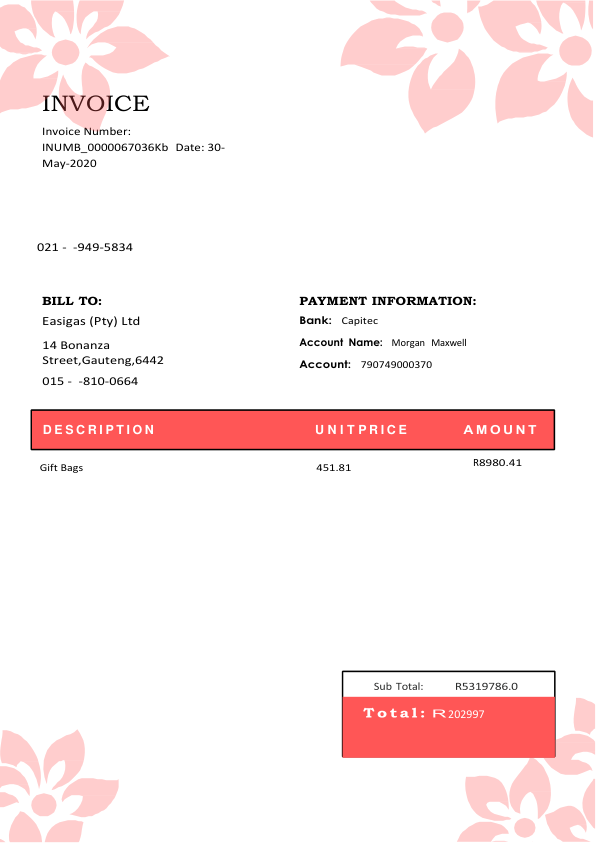 INVOICE
Invoice Number:
INUMB_0000067036Kb Date: 30-
May-2020
021 - -949-5834
BILL TO:
Easigas (Pty) Ltd
14 Bonanza
Street,Gauteng,6442
015 - -810-0664
PAYMENT INFORMATION:
Bank: Capitec
Account Name: Morgan Maxwell
Account: 790749000370
DESCRIPTION UNITPRICE AMOUNT
Gift Bags 451.81 R8980.41
Sub Total: R5319786.0
Total: R202997